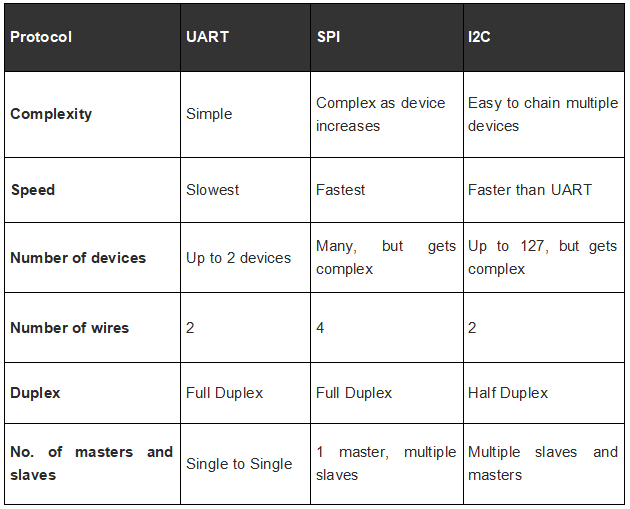 Protocol UART SPI I2C
Complexity Simple Complex as device increases Easy to chain multiple devices
Speed Slowest Fastest Faster than UART
Number of devices Up to 2 devices Many, but gets complex Up to 127, but gets complex
Number of wires 2 4 2
Duplex Full Duplex Full Duplex Half Duplex
No. of masters and slaves Single to Single 1 master, multiple slaves Multiple slaves and masters